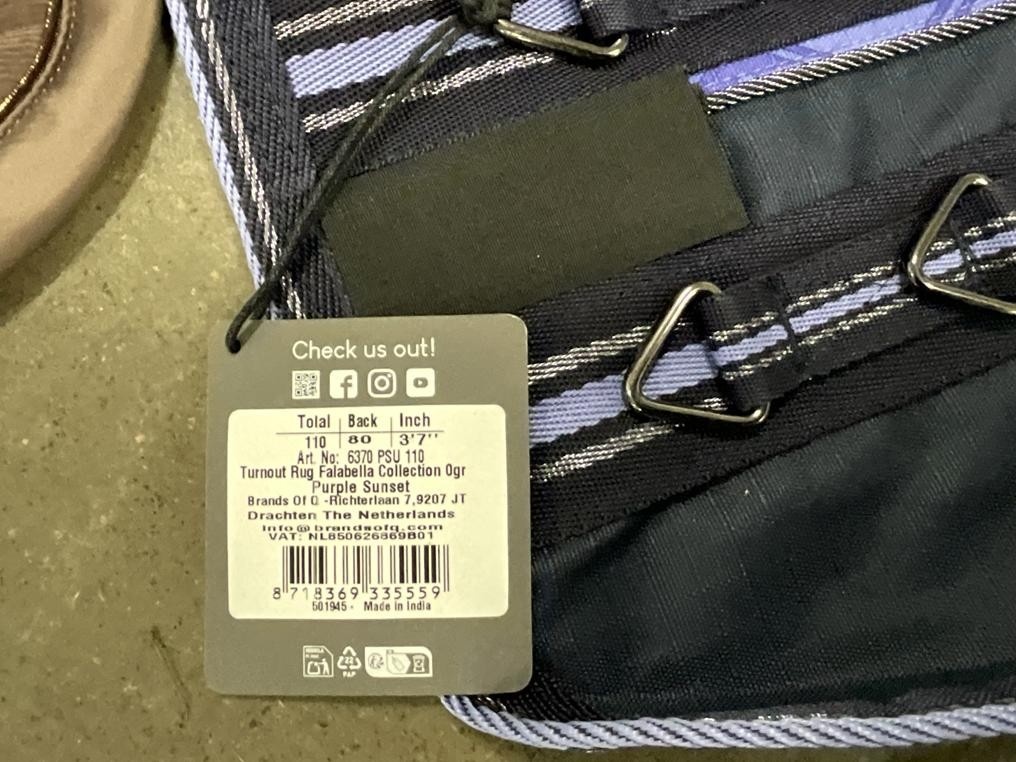 Check us out!
Total Back Inch
110 80 3'7''
Art. No: 6370 PSU 110
Turnout Rug Falabella Collection 0gr
Purple Sunset
Brands Of Q -Richterlaan 7,9207 JT
Drachten The Netherlands
Info@brandsofq.com
VAT: NL850626869B01
8 718369 335559
501945 - Made in India
22
PAP